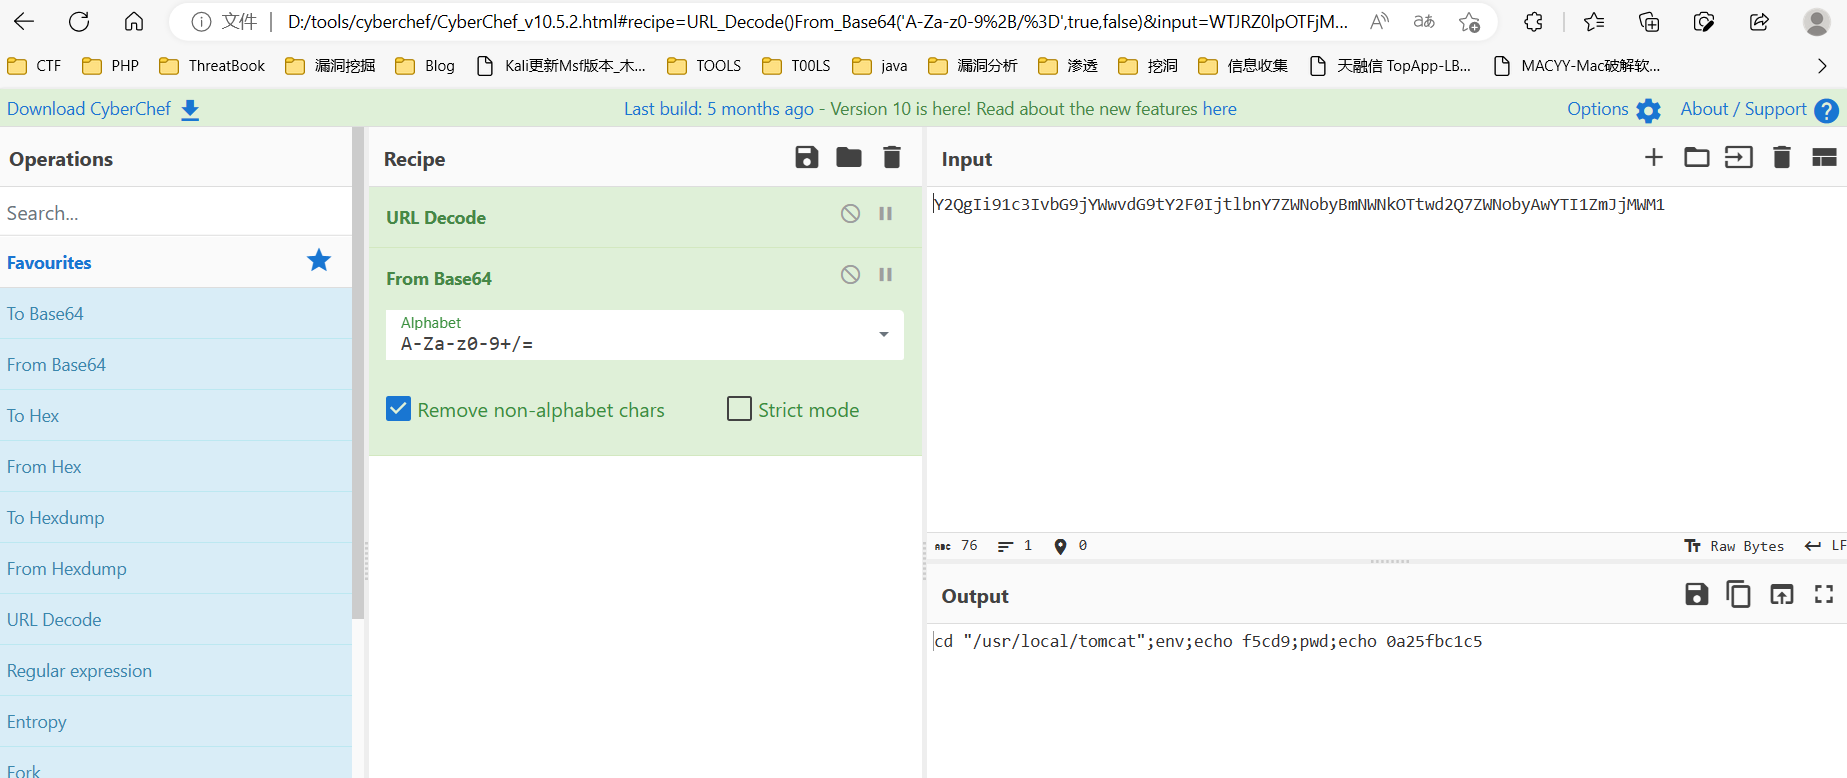 文件 D:/tools/cyberchef/CyberChef_v10.5.2.html#recipe=URL_Decode()From_Base64('A-Za-z0-9%2B/%3D',true,false)&input=WTJRZ0lpOTFjM...
CTF PHP ThreatBook 漏洞挖掘 Blog Kali更新Msf版本_木... TOOLS T00LS java 漏洞分析 渗透 挖洞 信息收集 天融信 TopApp-LB... MACYY-Mac破解软...
Download CyberChef Last build: 5 months ago - Version 10 is here! Read about the new features here Options About / Support
Operations
Search...
Favourites
To Base64
From Base64
To Hex
From Hex
To Hexdump
From Hexdump
URL Decode
Regular expression
Entropy
Fork
Recipe
URL Decode
From Base64
Alphabet
A-Za-z0-9+/=
Remove non-alphabet chars Strict mode
Input
Y2QgIi91c3IvbG9jYWwvdG9tY2F0IjtlbnY7ZWNobyBmNWNkOTtwd2Q7ZWNobyAwYTI1ZmJjMWM1
ABC 76 1 0 Raw Bytes LF
Output
cd "/usr/local/tomcat";env;echo f5cd9;pwd;echo 0a25fbc1c5